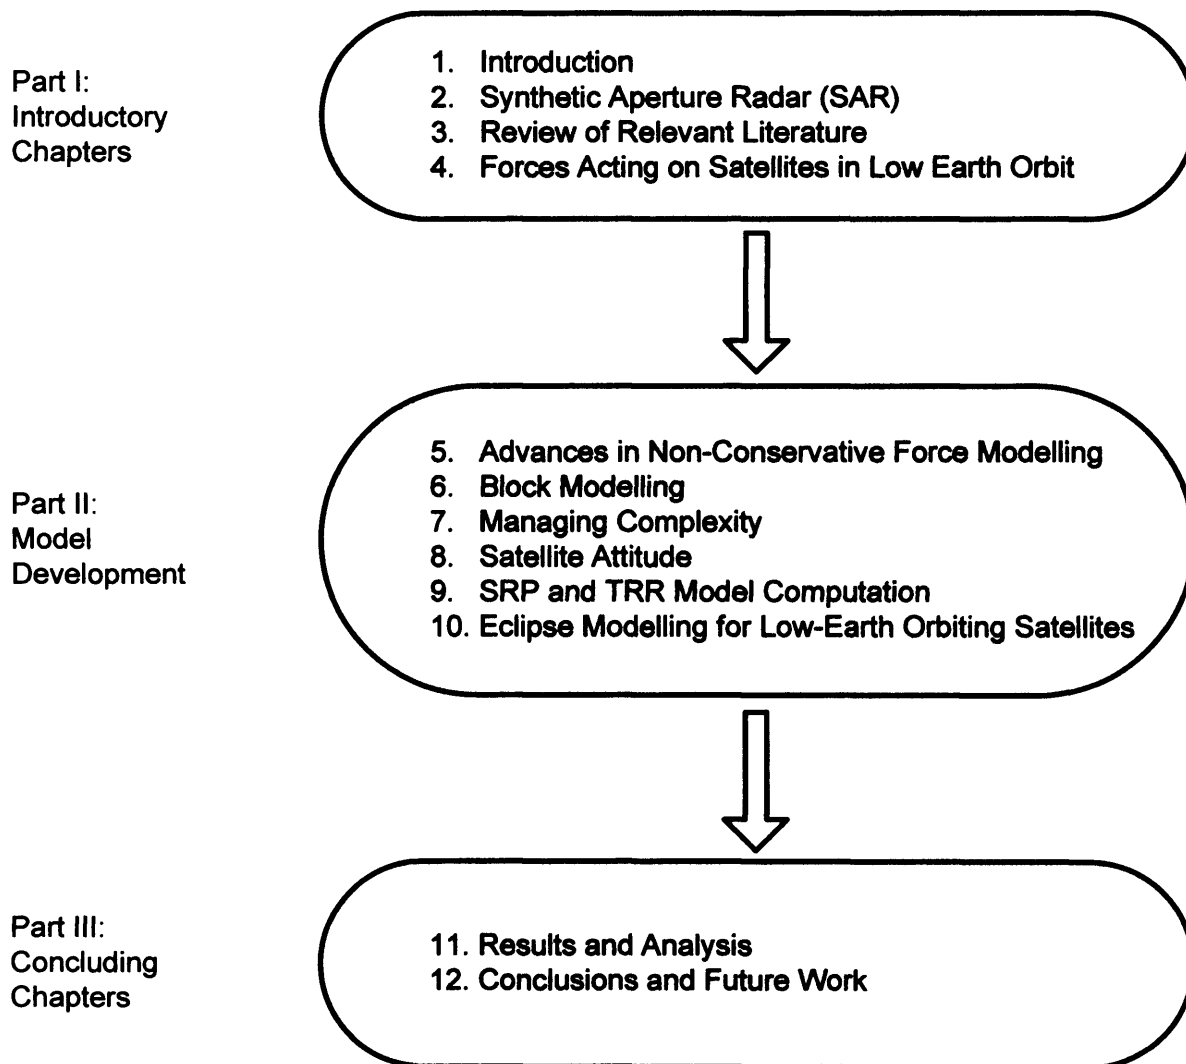 Part I:
Introductory
Chapters
1. Introduction
2. Synthetic Aperture Radar (SAR)
3. Review of Relevant Literature
4. Forces Acting on Satellites in Low Earth Orbit
Part II:
Model
Development
5. Advances in Non-Conservative Force Modelling
6. Block Modelling
7. Managing Complexity
8. Satellite Attitude
9. SRP and TRR Model Computation
10. Eclipse Modelling for Low-Earth Orbiting Satellites
Part III:
Concluding
Chapters
11. Results and Analysis
12. Conclusions and Future Work